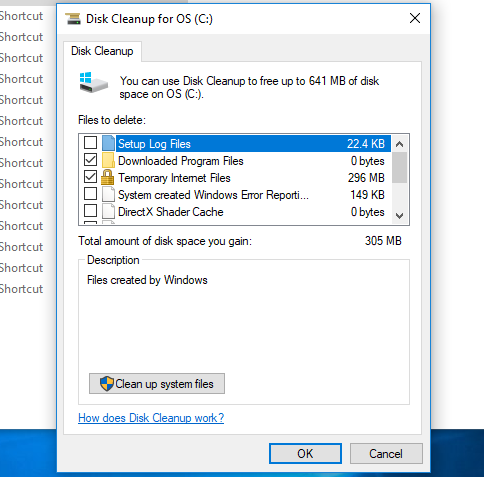 Disk Cleanup for OS (C:)
Disk Cleanup
You can use Disk Cleanup to free up to 641 MB of disk
space on OS (C:).
Files to delete:
Setup Log Files 22.4 KB
Downloaded Program Files 0 bytes
Temporary Internet Files 296 MB
System created Windows Error Reporti... 149 KB
DirectX Shader Cache 0 bytes
Total amount of disk space you gain: 305 MB
Description
Files created by Windows
Clean up system files
How does Disk Cleanup work?
OK Cancel
Shortcut
Shortcut
Shortcut
Shortcut
Shortcut
Shortcut
Shortcut
Shortcut
Shortcut
Shortcut
Shortcut
Shortcut
Shortcut
Shortcut